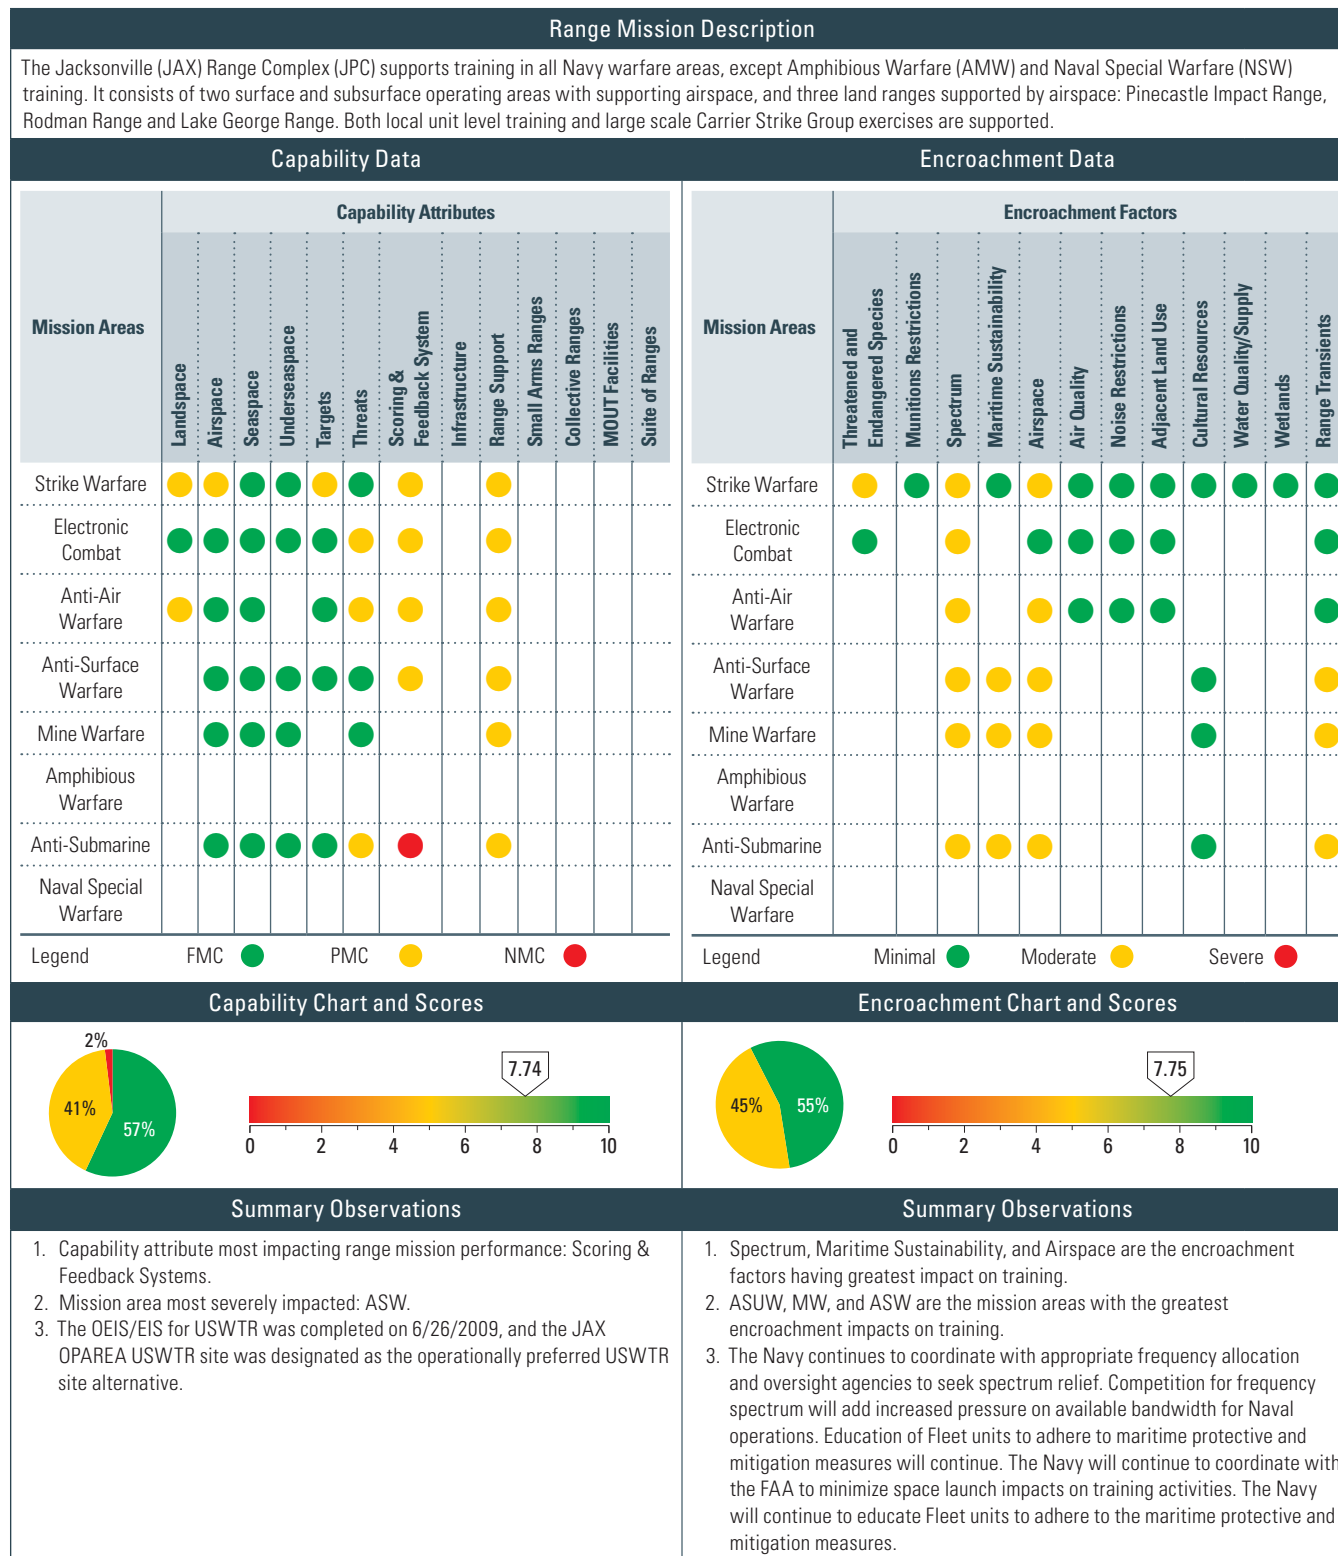 Range Mission Description
The Jacksonville (JAX) Range Complex (JPC) supports training in all Navy warfare areas, except Amphibious Warfare (AMW) and Naval Special Warfare (NSW)
training. It consists of two surface and subsurface operating areas with supporting airspace, and three land ranges supported by airspace: Pinecastle Impact Range,
Rodman Range and Lake George Range. Both local unit level training and large scale Carrier Strike Group exercises are supported.
Capability Data
Mission Areas
Capability Attributes
Landspace
Airspace
Seaspace
Underseaspace
Targets
Threats
Scoring &
Feedback System
Infrastructure
Range Support
Small Arms Ranges
Collective Ranges
MOUT Facilities
Suite of Ranges
Strike Warfare
Electronic
Combat
Anti-Air
Warfare
Anti-Surface
Warfare
Mine Warfare
Amphibious
Warfare
Anti-Submarine
Naval Special
Warfare
Legend FMC PMC NMC
Encroachment Data
Mission Areas
Encroachment Factors
Threatened and
Endangered Species
Munitions Restrictions
Spectrum
Maritime Sustainability
Airspace
Air Quality
Noise Restrictions
Adjacent Land Use
Cultural Resources
Water Quality/Supply
Wetlands
Range Transients
Strike Warfare
Electronic
Combat
Anti-Air
Warfare
Anti-Surface
Warfare
Mine Warfare
Amphibious
Warfare
Anti-Submarine
Naval Special
Warfare
Legend Minimal Moderate Severe
Capability Chart and Scores
2%
41%
57%
7.74
0 2 4 6 8 10
Encroachment Chart and Scores
45%
55%
7.75
0 2 4 6 8 10
Summary Observations
1. Capability attribute most impacting range mission performance: Scoring &
Feedback Systems.
2. Mission area most severely impacted: ASW.
3. The OEIS/EIS for USWTR was completed on 6/26/2009, and the JAX
OPAREA USWTR site was designated as the operationally preferred USWTR
site alternative.
Summary Observations
1. Spectrum, Maritime Sustainability, and Airspace are the encroachment
factors having greatest impact on training.
2. ASUW, MW, and ASW are the mission areas with the greatest
encroachment impacts on training.
3. The Navy continues to coordinate with appropriate frequency allocation
and oversight agencies to seek spectrum relief. Competition for frequency
spectrum will add increased pressure on available bandwidth for Naval
operations. Education of Fleet units to adhere to maritime protective and
mitigation measures will continue. The Navy will continue to coordinate with
the FAA to minimize space launch impacts on training activities. The Navy
will continue to educate Fleet units to adhere to the maritime protective and
mitigation measures.